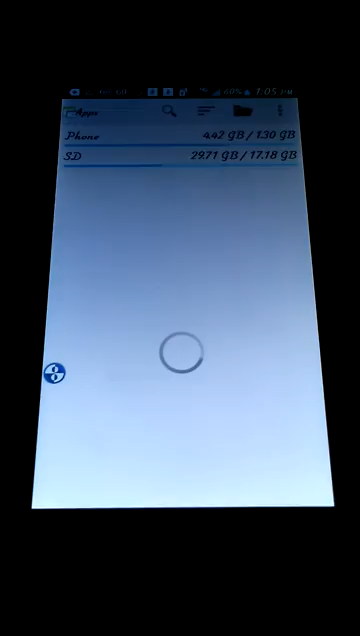 60% 1:05 PM
Apps
Phone 4.42 GB / 1.30 GB
SD 29.71 GB / 17.18 GB